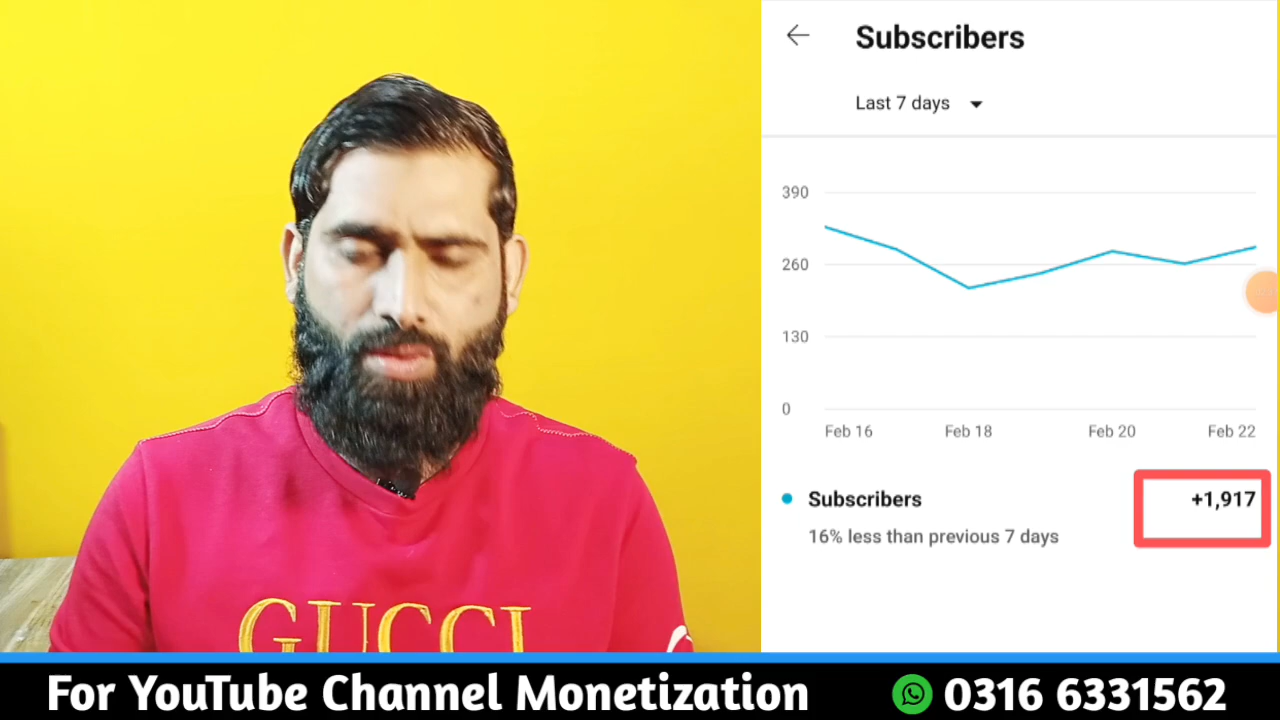 Subscribers
Last 7 days
390
260
130
0
Feb 16
Feb 18
Feb 20
Feb 22
Subscribers
+1,917
16% less than previous 7 days
GUCCI
For YouTube Channel Monetization
0316 6331562